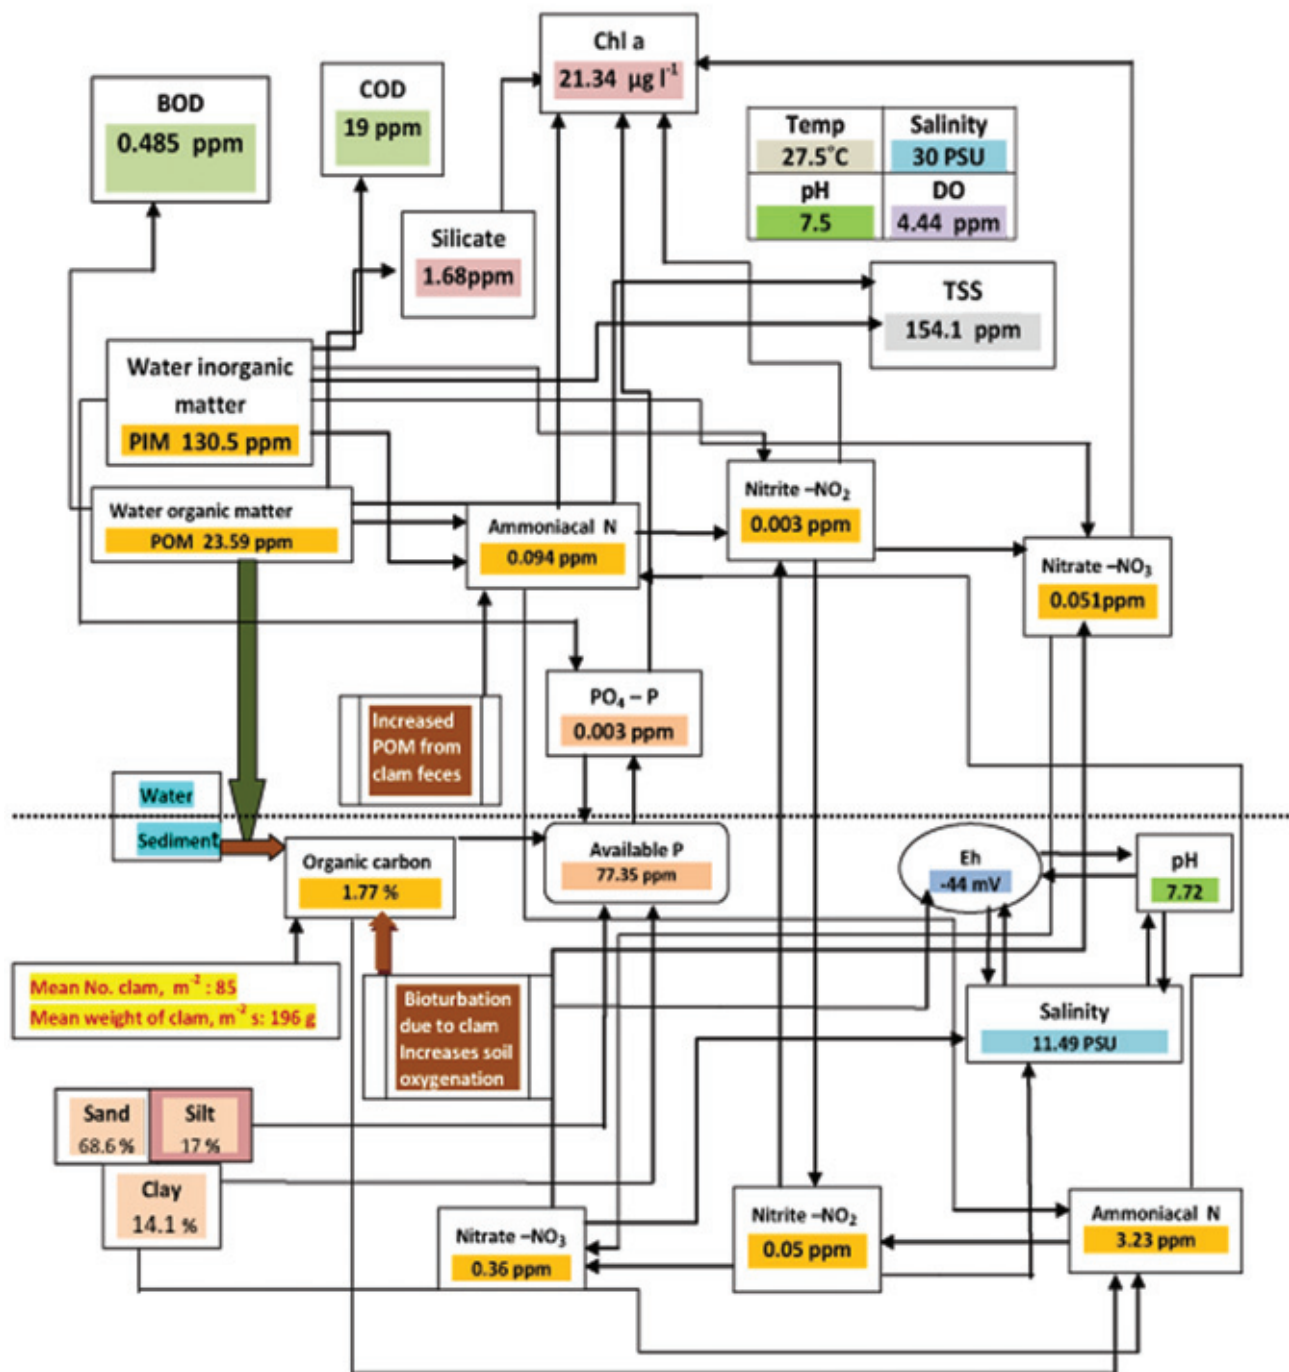 Chl a
21.34 µg l⁻¹
BOD
0.485 ppm
COD
19 ppm
Temp
27.5°C
Salinity
30 PSU
pH
7.5
DO
4.44 ppm
Silicate
1.68ppm
TSS
154.1 ppm
Water inorganic
matter
PIM 130.5 ppm
Water organic matter
POM 23.59 ppm
Ammoniacal N
0.094 ppm
Nitrite –NO₂
0.003 ppm
Nitrate –NO₃
0.051ppm
PO₄ – P
0.003 ppm
Increased
POM from
clam feces
Water
Sediment
Organic carbon
1.77 %
Available P
77.35 ppm
Eh
-44 mV
pH
7.72
Mean No. clam, m⁻² : 85
Mean weight of clam, m⁻² s: 196 g
Bioturbation
due to clam
Increases soil
oxygenation
Salinity
11.49 PSU
Sand
68.6 %
Silt
17 %
Clay
14.1 %
Nitrate –NO₃
0.36 ppm
Nitrite –NO₂
0.05 ppm
Ammoniacal N
3.23 ppm